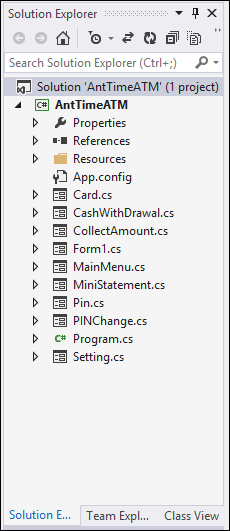 Solution Explorer
Search Solution Explorer (Ctrl+;)
Solution 'AntTimeATM' (1 project)
C# AntTimeATM
Properties
References
Resources
App.config
Card.cs
CashWithDrawal.cs
CollectAmount.cs
Form1.cs
MainMenu.cs
MiniStatement.cs
Pin.cs
PINChange.cs
C# Program.cs
Setting.cs
Solution E... Team Expl... Class View